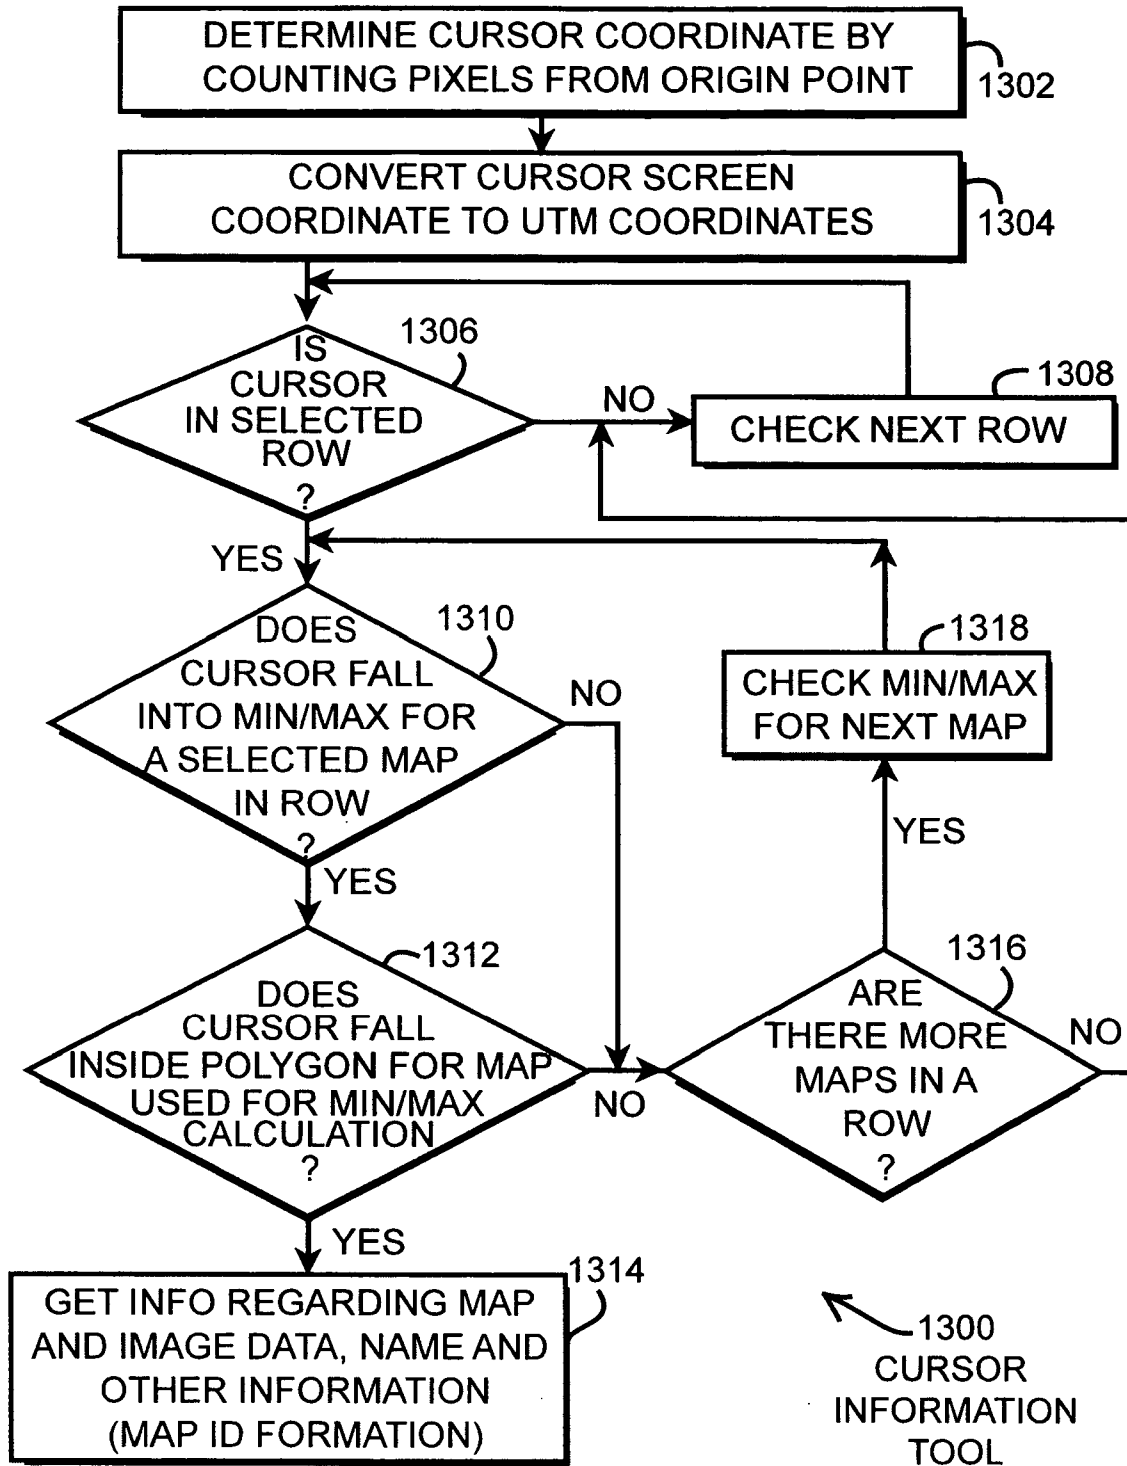 DETERMINE CURSOR COORDINATE BY
COUNTING PIXELS FROM ORIGIN POINT
1302
CONVERT CURSOR SCREEN
COORDINATE TO UTM COORDINATES
1304
1306
IS
CURSOR
IN SELECTED
ROW
?
NO
1308
CHECK NEXT ROW
YES
1310
DOES
CURSOR FALL
INTO MIN/MAX FOR
A SELECTED MAP
IN ROW
?
NO
1318
CHECK MIN/MAX
FOR NEXT MAP
YES
YES
1312
DOES
CURSOR FALL
INSIDE POLYGON FOR MAP
USED FOR MIN/MAX
CALCULATION
?
NO
1316
ARE
THERE MORE
MAPS IN A
ROW
?
NO
YES
1314
GET INFO REGARDING MAP
AND IMAGE DATA, NAME AND
OTHER INFORMATION
(MAP ID FORMATION)
1300
CURSOR
INFORMATION
TOOL